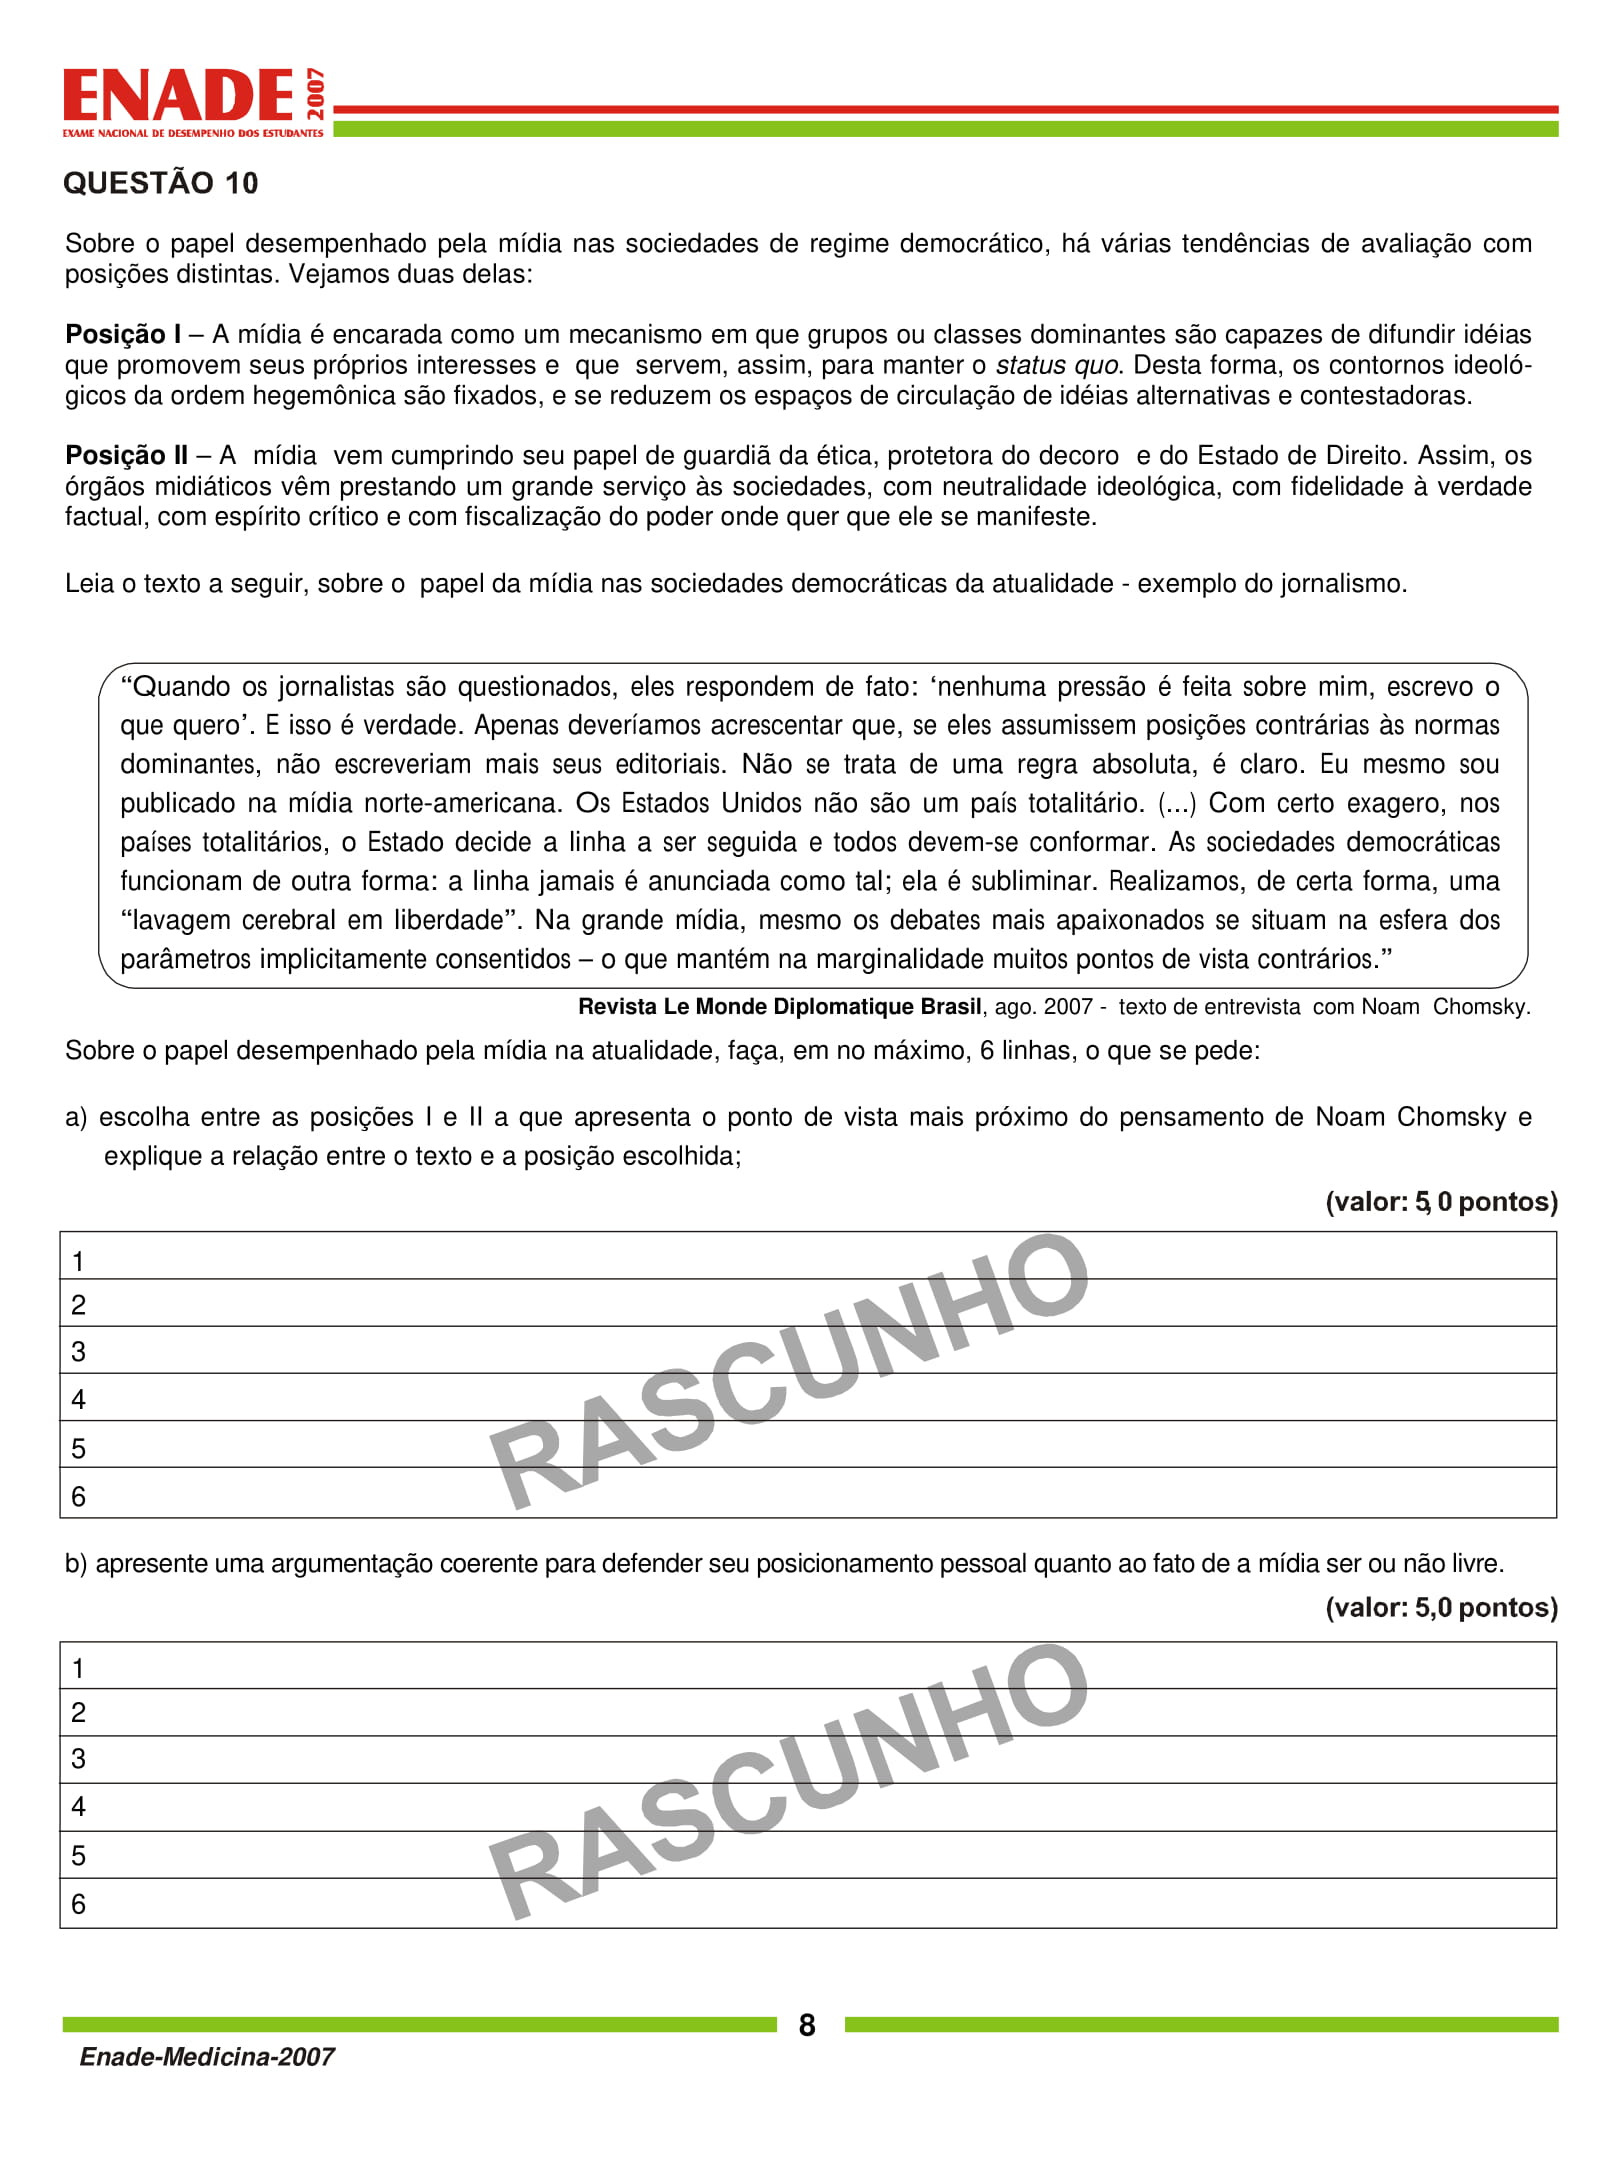 ENADE 2007
EXAME NACIONAL DE DESEMPENHO DOS ESTUDANTES
QUESTÃO 10
Sobre o papel desempenhado pela mídia nas sociedades de regime democrático, há várias tendências de avaliação com
posições distintas. Vejamos duas delas:
Posição I – A mídia é encarada como um mecanismo em que grupos ou classes dominantes são capazes de difundir idéias
que promovem seus próprios interesses e que servem, assim, para manter o status quo. Desta forma, os contornos ideoló-
gicos da ordem hegemônica são fixados, e se reduzem os espaços de circulação de idéias alternativas e contestadoras.
Posição II – A mídia vem cumprindo seu papel de guardiã da ética, protetora do decoro e do Estado de Direito. Assim, os
órgãos midiáticos vêm prestando um grande serviço às sociedades, com neutralidade ideológica, com fidelidade à verdade
factual, com espírito crítico e com fiscalização do poder onde quer que ele se manifeste.
Leia o texto a seguir, sobre o papel da mídia nas sociedades democráticas da atualidade - exemplo do jornalismo.
“Quando os jornalistas são questionados, eles respondem de fato: ‘nenhuma pressão é feita sobre mim, escrevo o
que quero’. E isso é verdade. Apenas deveríamos acrescentar que, se eles assumissem posições contrárias às normas
dominantes, não escreveriam mais seus editoriais. Não se trata de uma regra absoluta, é claro. Eu mesmo sou
publicado na mídia norte-americana. Os Estados Unidos não são um país totalitário. (...) Com certo exagero, nos
países totalitários, o Estado decide a linha a ser seguida e todos devem-se conformar. As sociedades democráticas
funcionam de outra forma: a linha jamais é anunciada como tal; ela é subliminar. Realizamos, de certa forma, uma
“lavagem cerebral em liberdade”. Na grande mídia, mesmo os debates mais apaixonados se situam na esfera dos
parâmetros implicitamente consentidos – o que mantém na marginalidade muitos pontos de vista contrários.”
Revista Le Monde Diplomatique Brasil, ago. 2007 - texto de entrevista com Noam Chomsky.
Sobre o papel desempenhado pela mídia na atualidade, faça, em no máximo, 6 linhas, o que se pede:
a) escolha entre as posições I e II a que apresenta o ponto de vista mais próximo do pensamento de Noam Chomsky e
explique a relação entre o texto e a posição escolhida;
(valor: 5,0 pontos)
1
2
3
4
5
6
RASCUNHO
b) apresente uma argumentação coerente para defender seu posicionamento pessoal quanto ao fato de a mídia ser ou não livre.
(valor: 5,0 pontos)
1
2
3
4
5
6
RASCUNHO
8
Enade-Medicina-2007